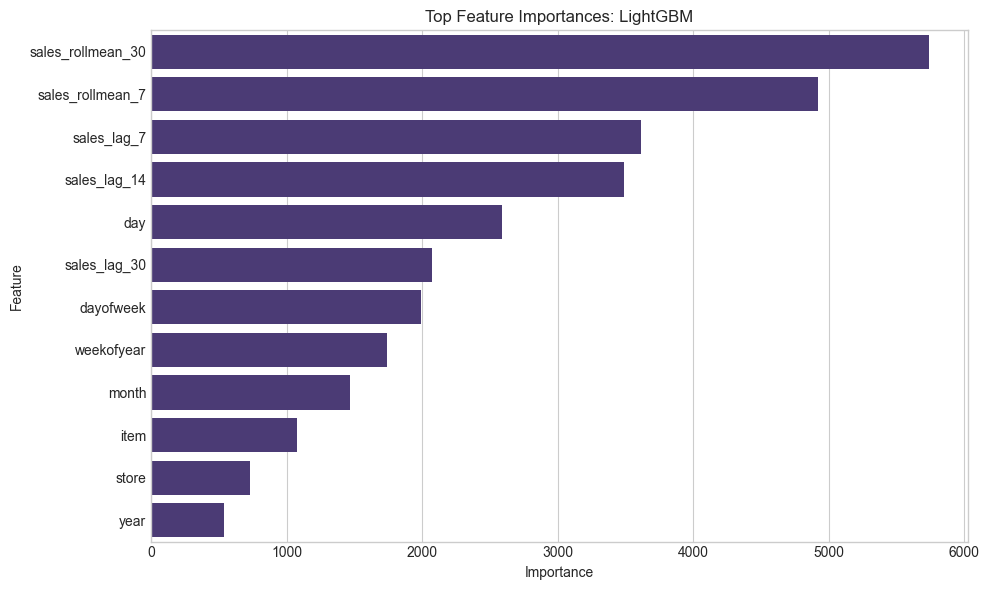 Top Feature Importances: LightGBM
sales_rollmean_30
sales_rollmean_7
sales_lag_7
sales_lag_14
day
sales_lag_30
dayofweek
weekofyear
month
item
store
year
Feature
0 1000 2000 3000 4000 5000 6000
Importance